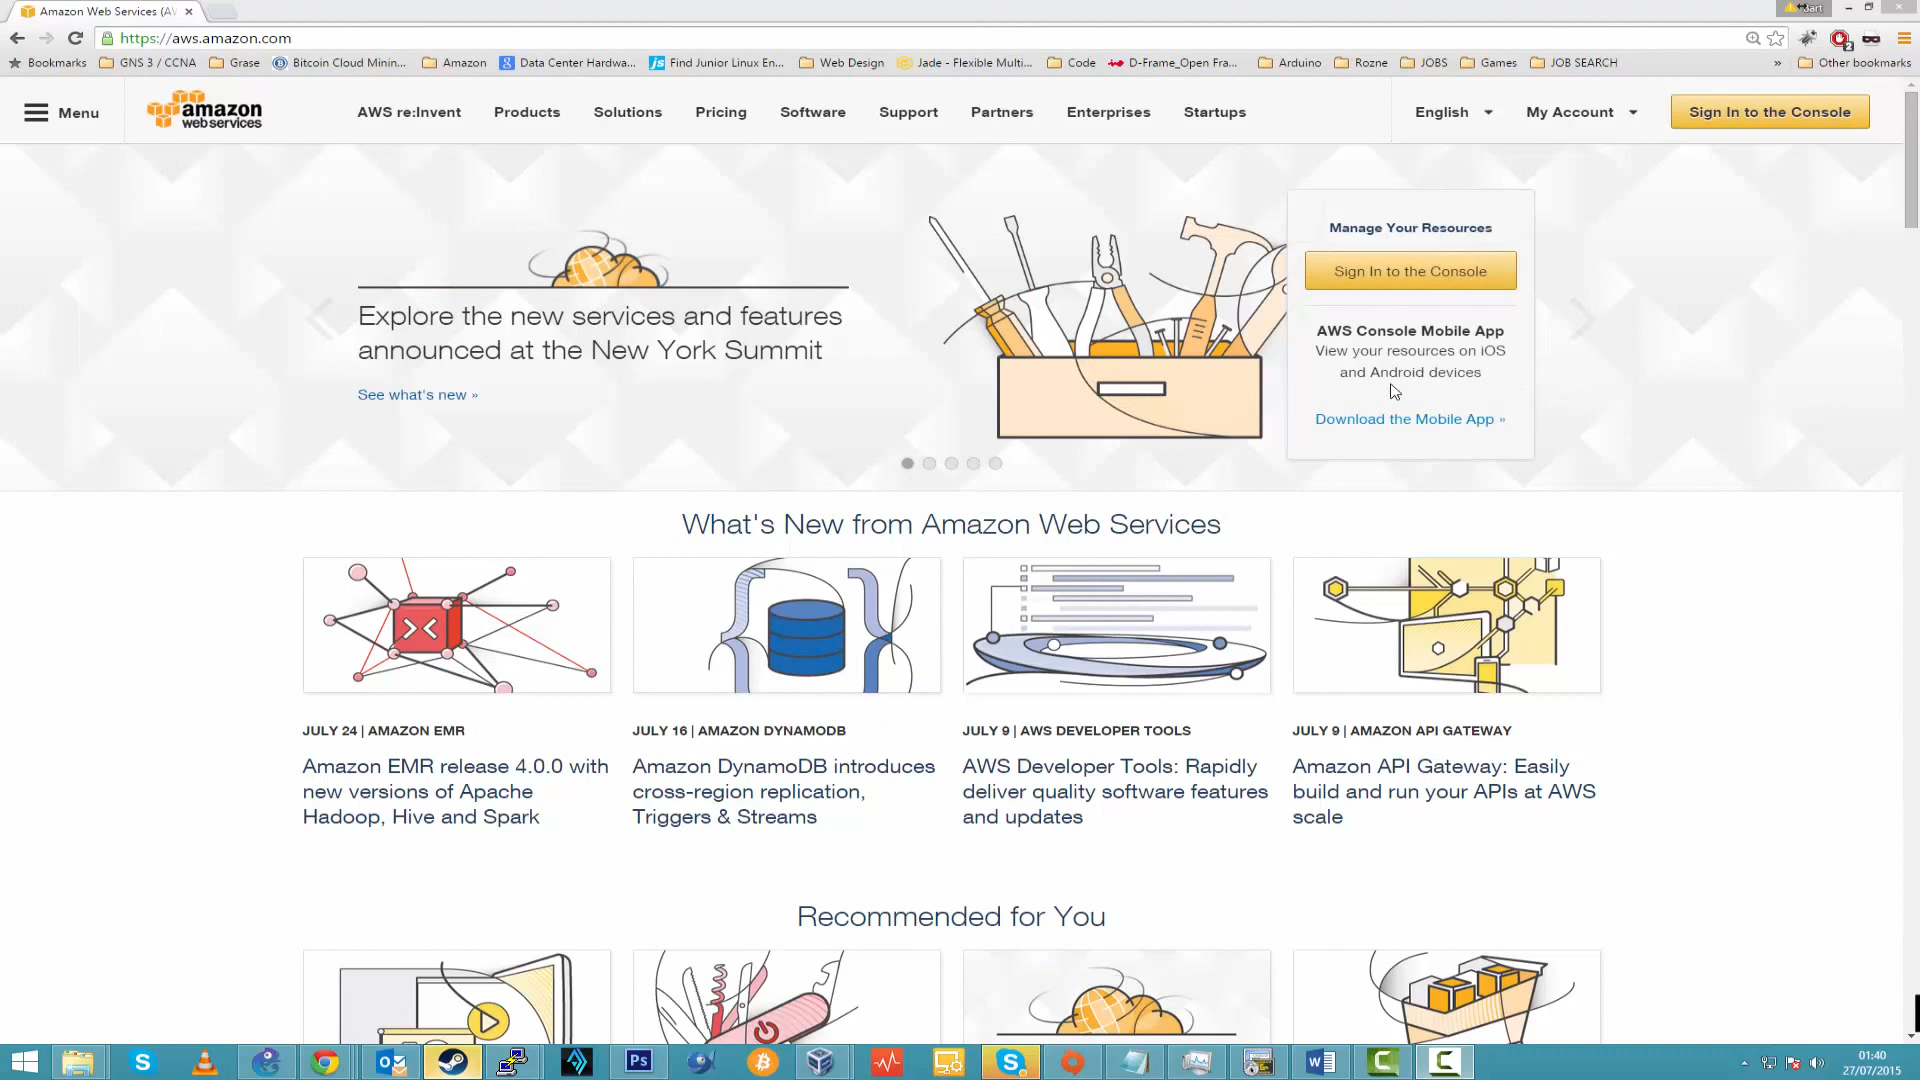 Amazon Web Services (AV
Bart
https://aws.amazon.com
2
Bookmarks
GNS 3 / CCNA
Grase
Bitcoin Cloud Minin...
Amazon
Data Center Hardwa...
Find Junior Linux En...
Web Design
Jade - Flexible Multi...
Code
D-Frame_Open Fra...
Arduino
Rozne
JOBS
Games
JOB SEARCH
»
Other bookmarks
Menu
amazon
web services
AWS re:Invent
Products
Solutions
Pricing
Software
Support
Partners
Enterprises
Startups
English
My Account
Sign In to the Console
Explore the new services and features
announced at the New York Summit
See what's new »
Manage Your Resources
Sign In to the Console
AWS Console Mobile App
View your resources on iOS
and Android devices
Download the Mobile App »
What's New from Amazon Web Services
JULY 24 | AMAZON EMR
Amazon EMR release 4.0.0 with
new versions of Apache
Hadoop, Hive and Spark
JULY 16 | AMAZON DYNAMODB
Amazon DynamoDB introduces
cross-region replication,
Triggers & Streams
JULY 9 | AWS DEVELOPER TOOLS
AWS Developer Tools: Rapidly
deliver quality software features
and updates
JULY 9 | AMAZON API GATEWAY
Amazon API Gateway: Easily
build and run your APIs at AWS
scale
Recommended for You
Ps
01:40
27/07/2015